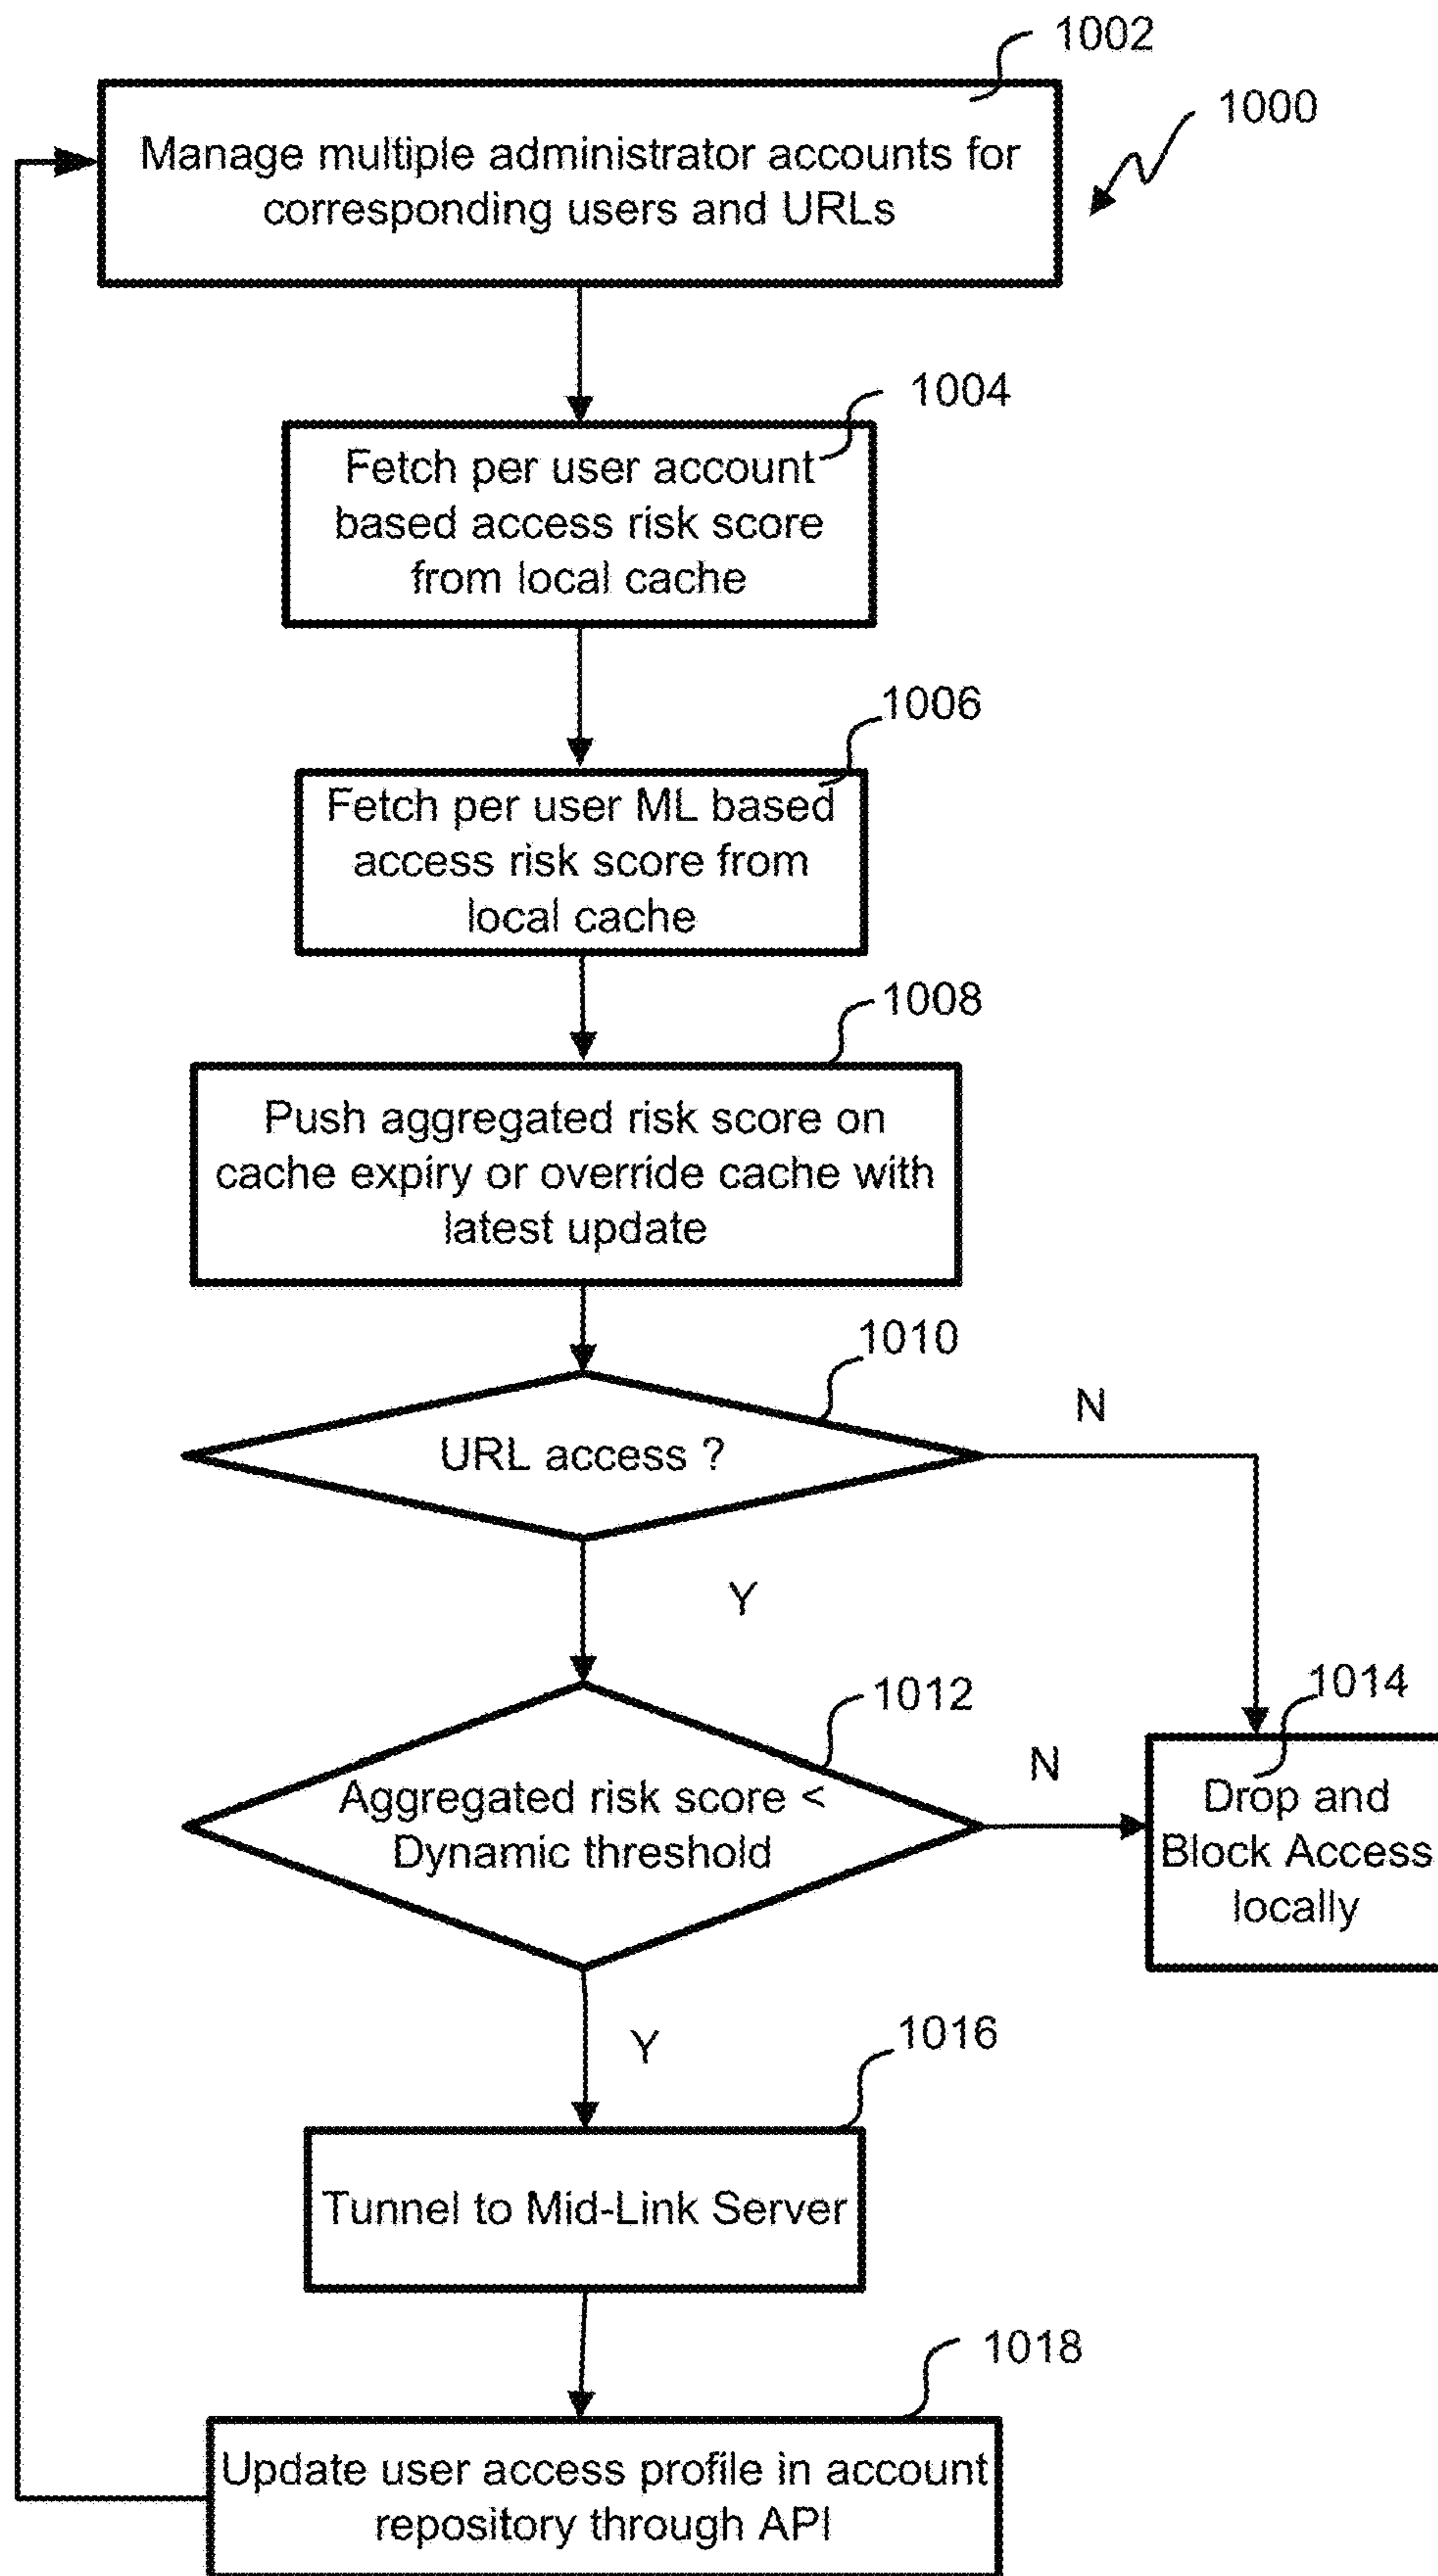 1002
1000
Manage multiple administrator accounts for
corresponding users and URLs
1004
Fetch per user account
based access risk score
from local cache
1006
Fetch per user ML based
access risk score from
local cache
1008
Push aggregated risk score on
cache expiry or override cache with
latest update
1010
N
URL access ?
Y
1012
1014
N
Aggregated risk score <
Dynamic threshold
Drop and
Block Access
locally
Y
1016
Tunnel to Mid-Link Server
1018
Update user access profile in account
repository through API